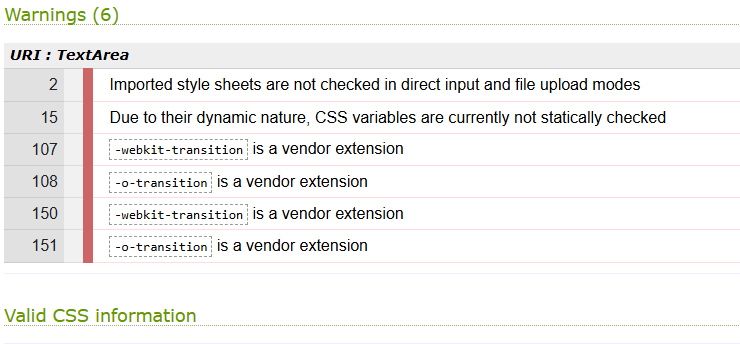 Warnings (6)
URI : TextArea
2 Imported style sheets are not checked in direct input and file upload modes
15 Due to their dynamic nature, CSS variables are currently not statically checked
107 -webkit-transition is a vendor extension
108 -o-transition is a vendor extension
150 -webkit-transition is a vendor extension
151 -o-transition is a vendor extension
Valid CSS information